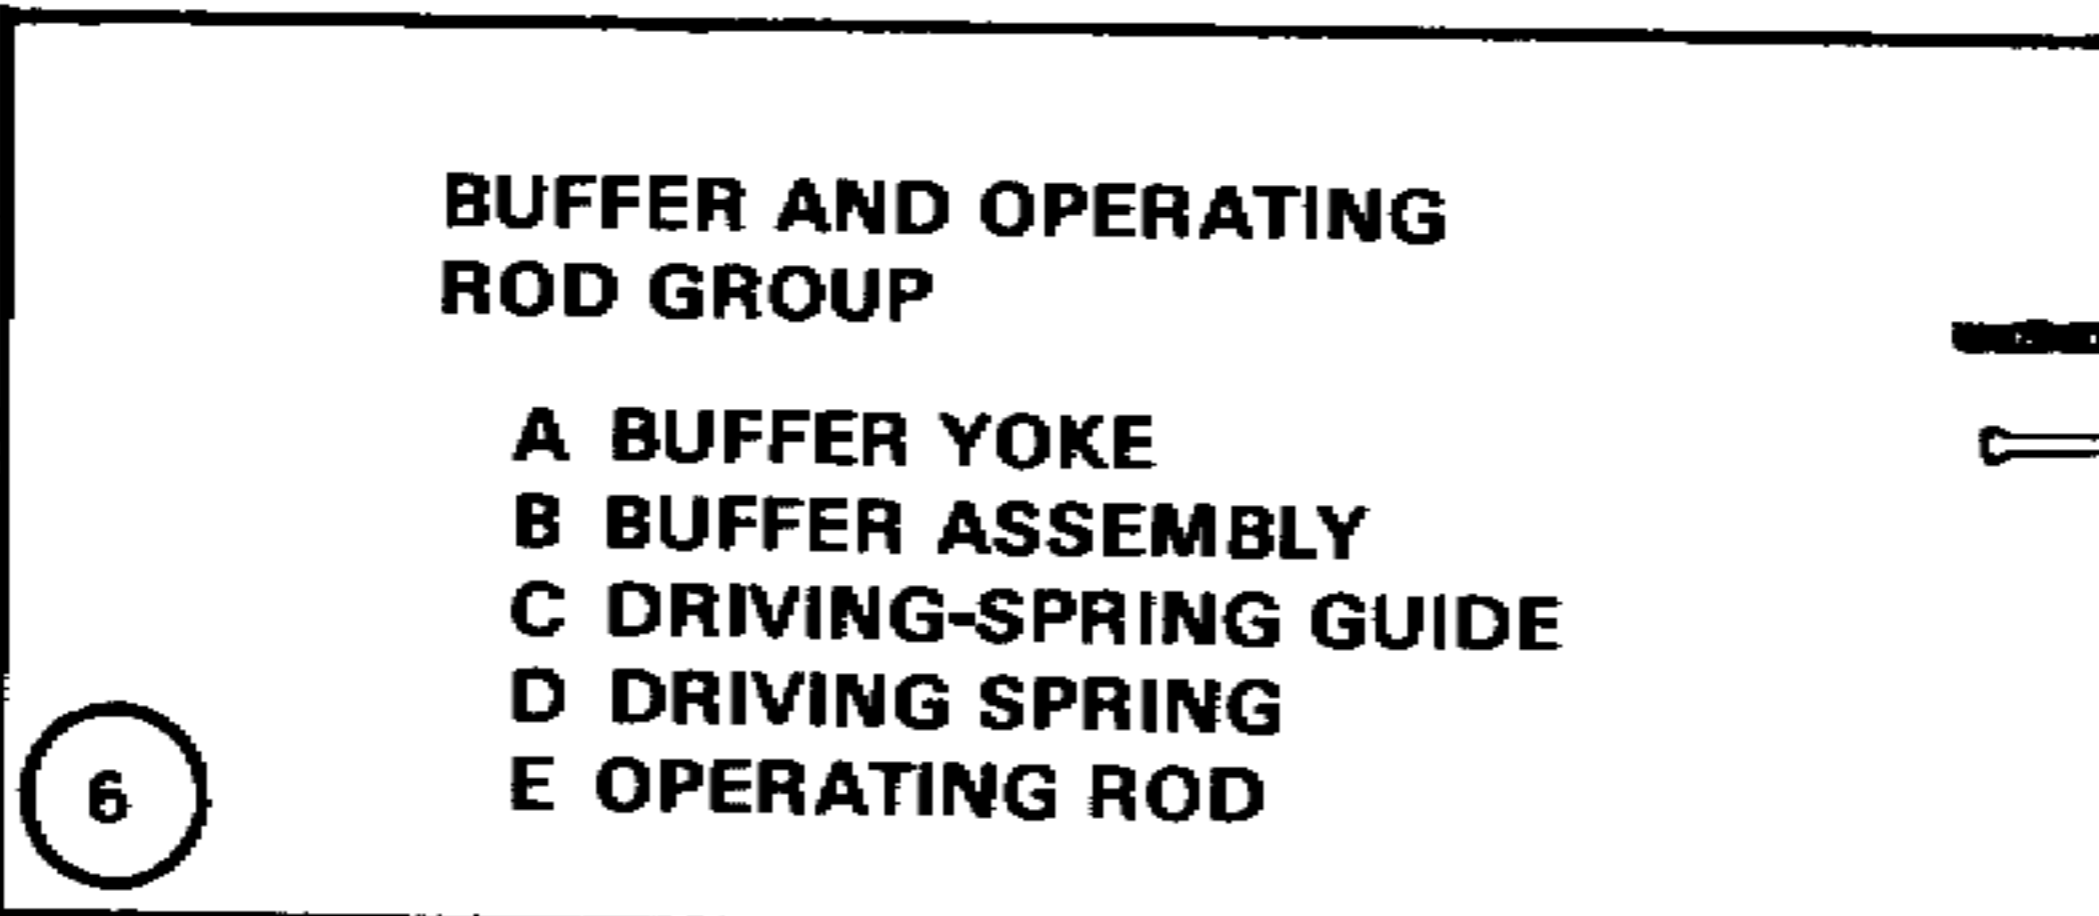 BUFFER AND OPERATING
ROD GROUP
A BUFFER YOKE
B BUFFER ASSEMBLY
C DRIVING-SPRING GUIDE
D DRIVING SPRING
E OPERATING ROD
6